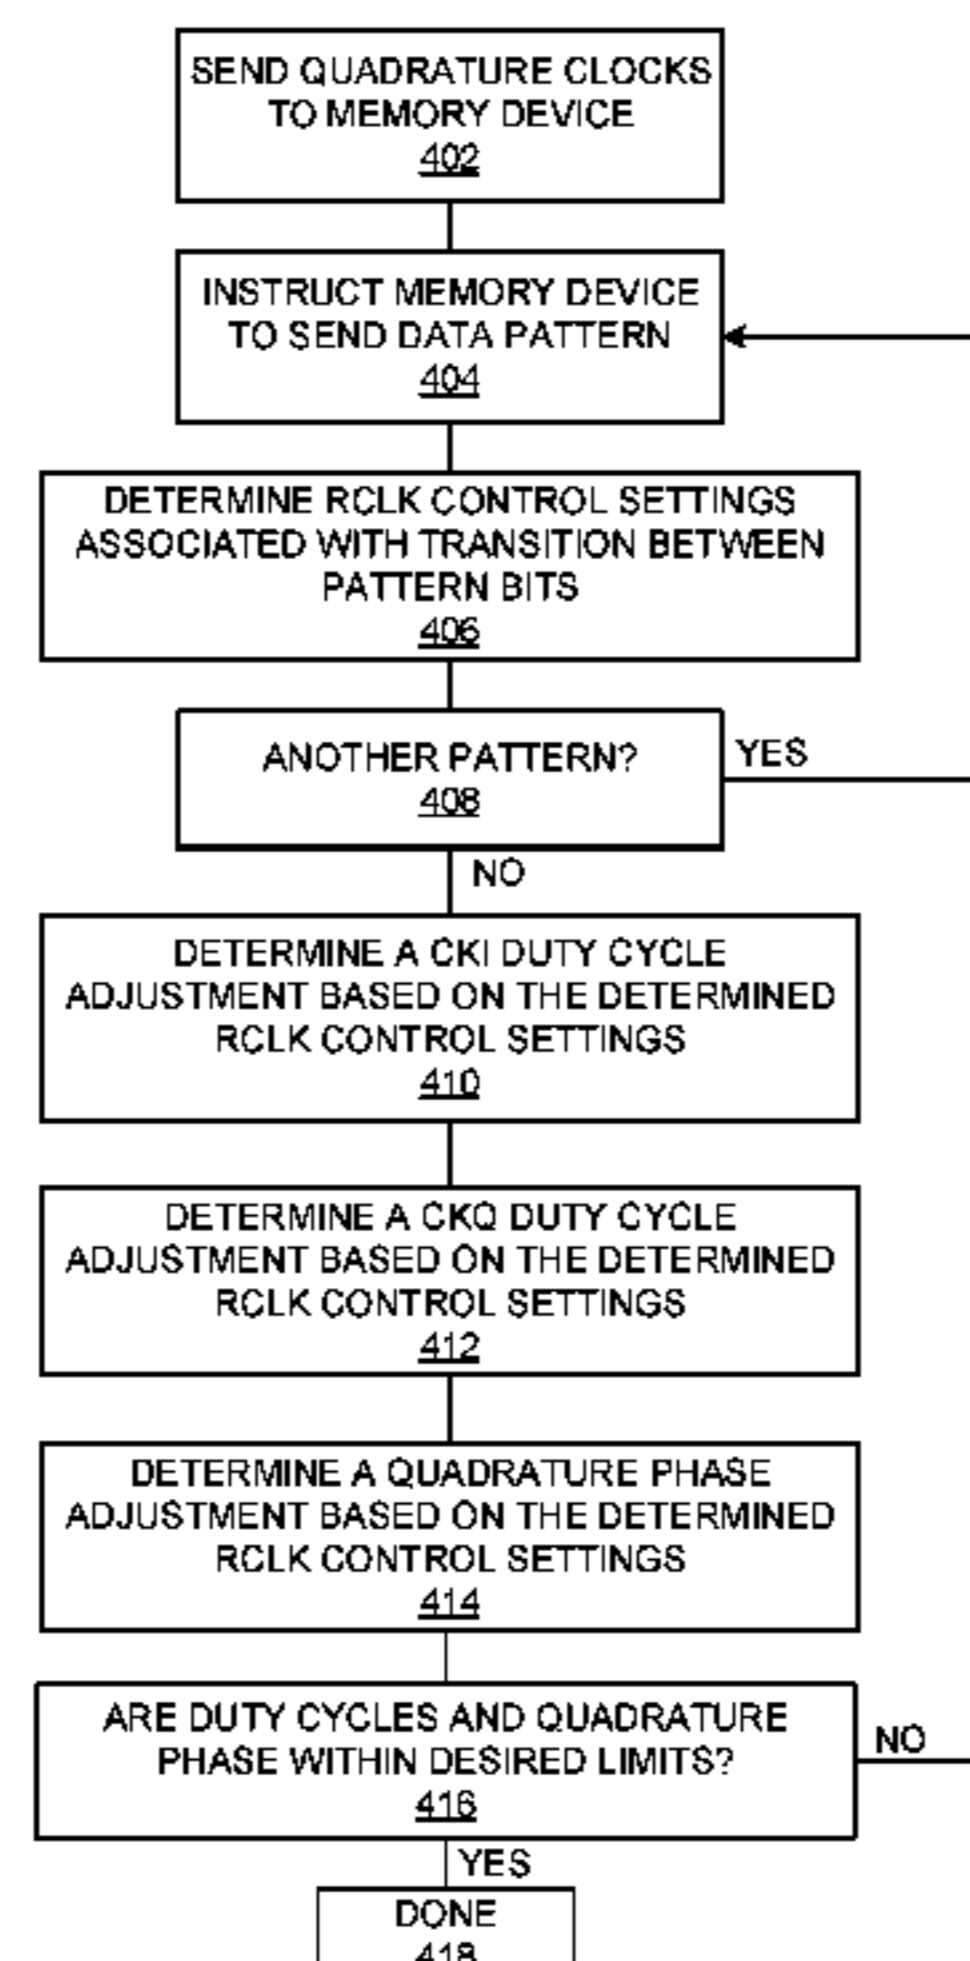 SEND QUADRATURE CLOCKS
TO MEMORY DEVICE
402
INSTRUCT MEMORY DEVICE
TO SEND DATA PATTERN
404
DETERMINE RCLK CONTROL SETTINGS
ASSOCIATED WITH TRANSITION BETWEEN
PATTERN BITS
406
ANOTHER PATTERN?
408
YES
NO
DETERMINE A CKI DUTY CYCLE
ADJUSTMENT BASED ON THE DETERMINED
RCLK CONTROL SETTINGS
410
DETERMINE A CKQ DUTY CYCLE
ADJUSTMENT BASED ON THE DETERMINED
RCLK CONTROL SETTINGS
412
DETERMINE A QUADRATURE PHASE
ADJUSTMENT BASED ON THE DETERMINED
RCLK CONTROL SETTINGS
414
ARE DUTY CYCLES AND QUADRATURE
PHASE WITHIN DESIRED LIMITS?
416
NO
YES
DONE
418